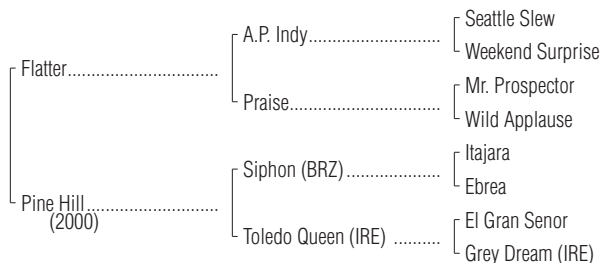 Seattle Slew
A.P. Indy
Weekend Surprise
Flatter
Mr. Prospector
Praise
Wild Applause
Itajara
Siphon (BRZ)
Ebrea
Pine Hill
(2000)
El Gran Senor
Toledo Queen (IRE)
Grey Dream (IRE)